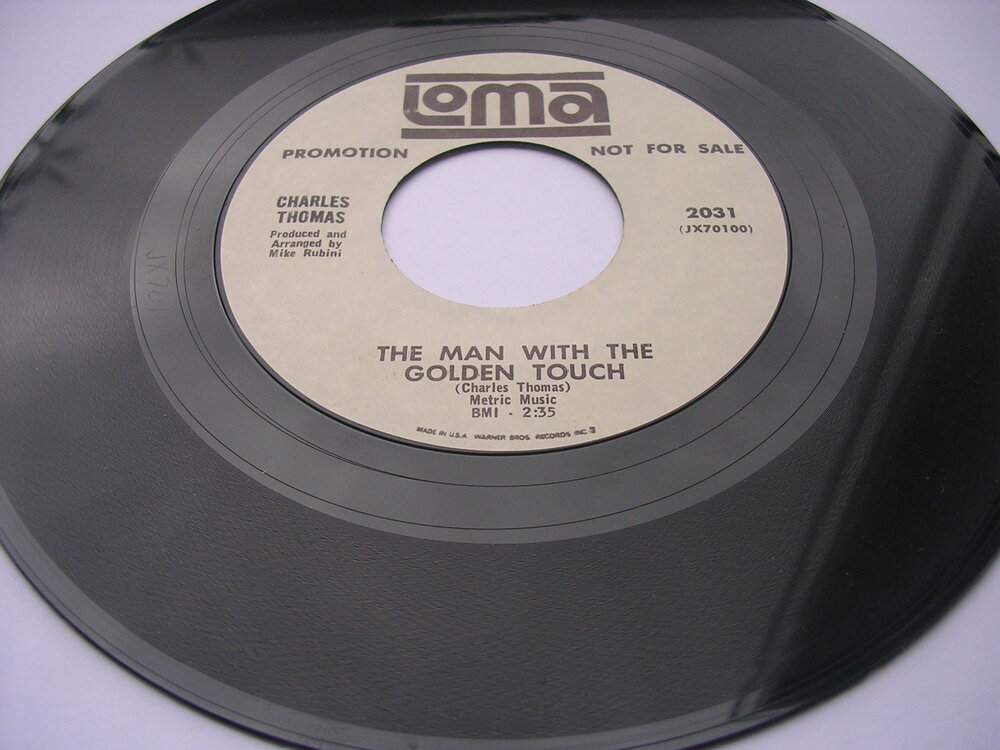 Loma
PROMOTION NOT FOR SALE
CHARLES
THOMAS
Produced and
Arranged by
Mike Rubini
2031
(JX70100)
THE MAN WITH THE
GOLDEN TOUCH
(Charles Thomas)
Metric Music
BMI - 2:35
MADE IN U.S.A. WARNER BROS. RECORDS INC.